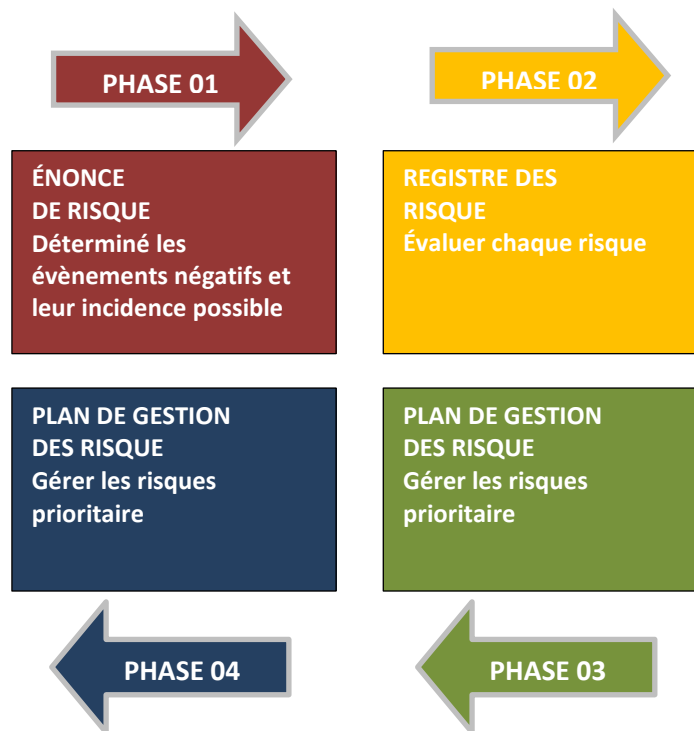 PHASE 01
PHASE 02
ÉNONCE
DE RISQUE
Déterminé les
évènements négatifs et
leur incidence possible
REGISTRE DES
RISQUE
Évaluer chaque risque
PLAN DE GESTION
DES RISQUE
Gérer les risques
prioritaire
PLAN DE GESTION
DES RISQUE
Gérer les risques
prioritaire
PHASE 04
PHASE 03